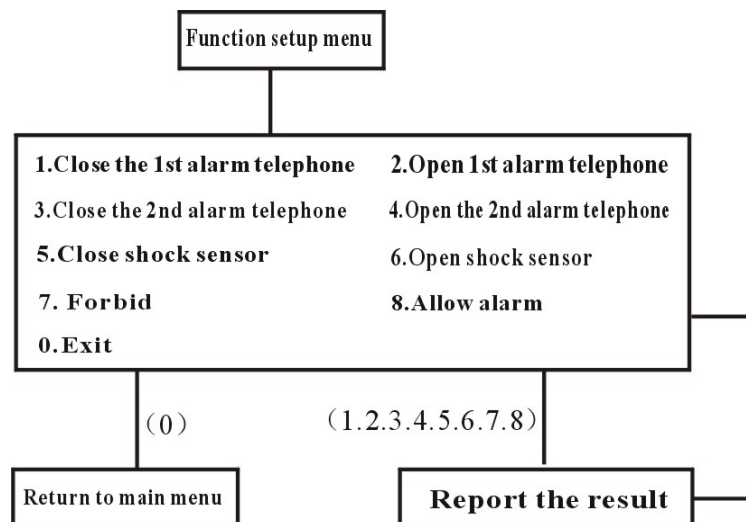 Function setup menu
1.Close the 1st alarm telephone 2.Open 1st alarm telephone
3.Close the 2nd alarm telephone 4.Open the 2nd alarm telephone
5.Close shock sensor 6.Open shock sensor
7. Forbid 8.Allow alarm
0.Exit
(0) (1.2.3.4.5.6.7.8)
Return to main menu Report the result